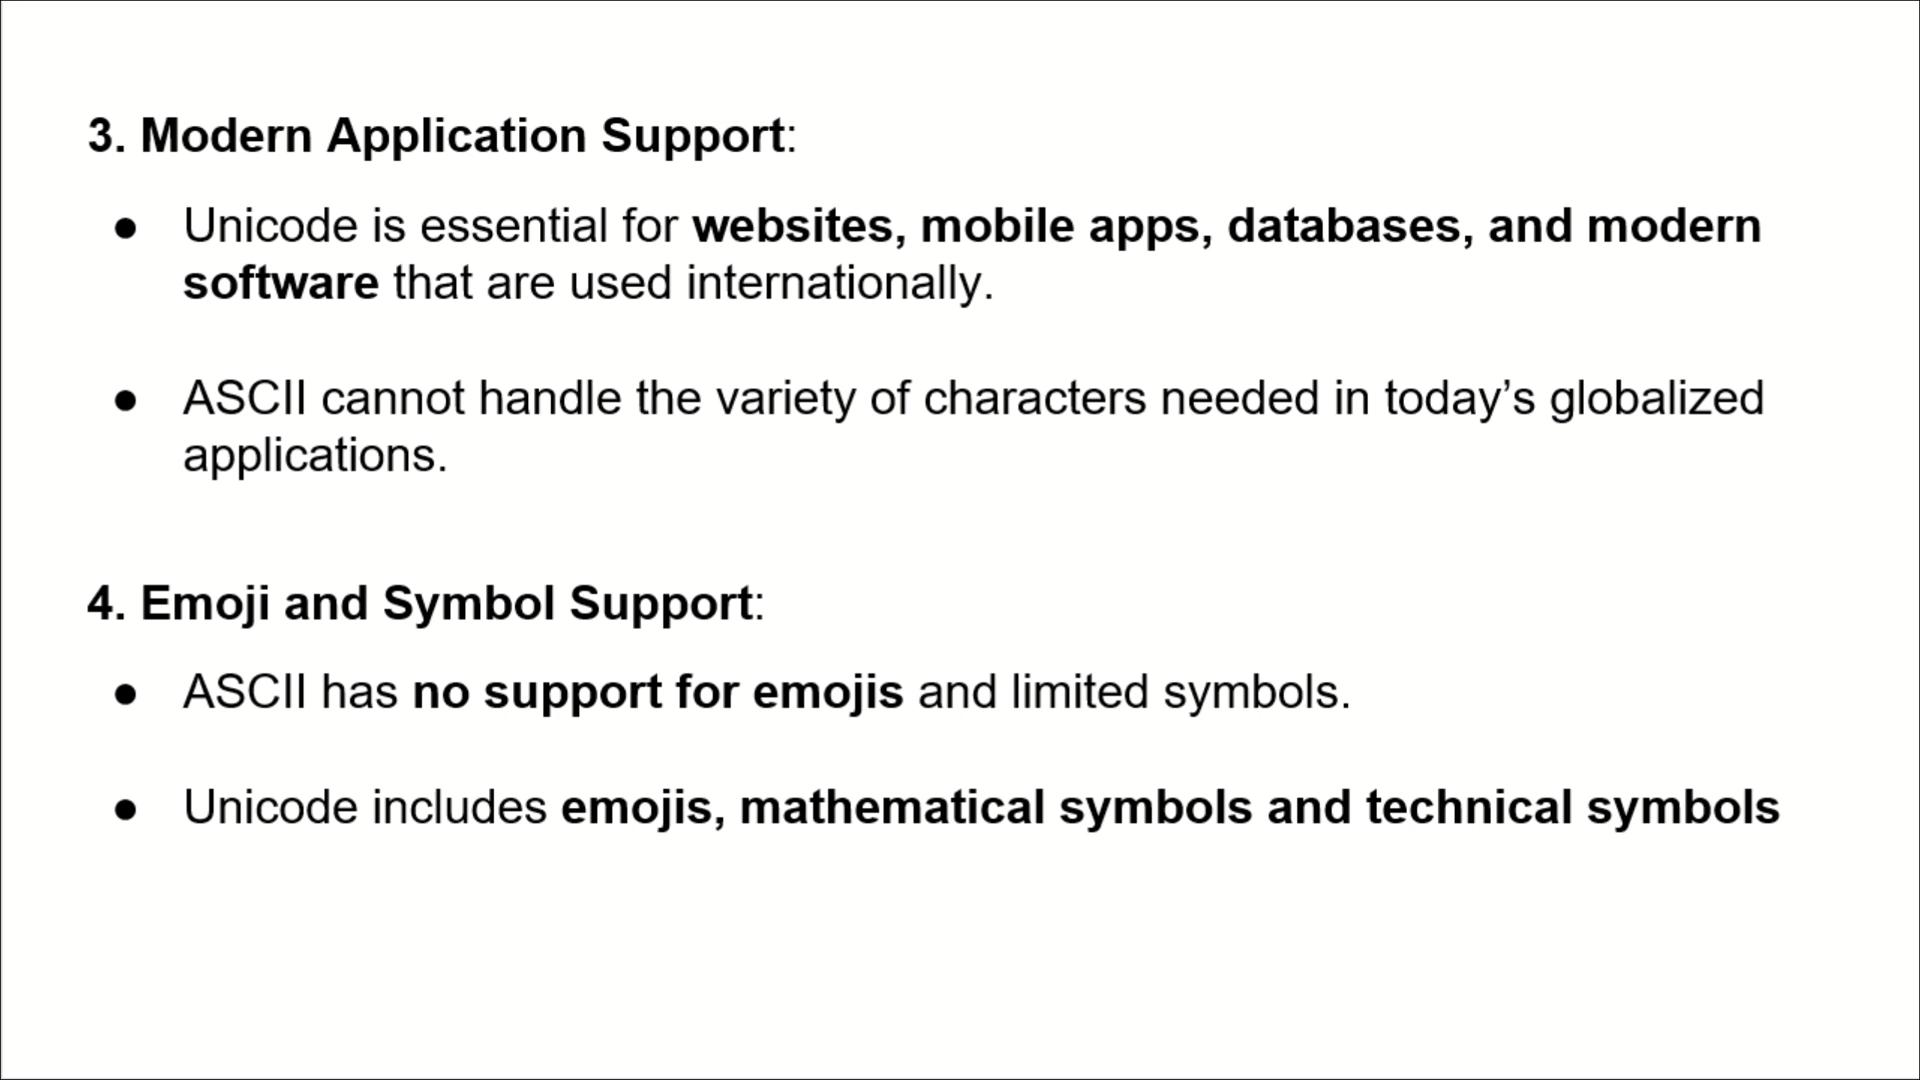 3. Modern Application Support:
● Unicode is essential for websites, mobile apps, databases, and modern
software that are used internationally.
● ASCII cannot handle the variety of characters needed in today’s globalized
applications.
4. Emoji and Symbol Support:
● ASCII has no support for emojis and limited symbols.
● Unicode includes emojis, mathematical symbols and technical symbols